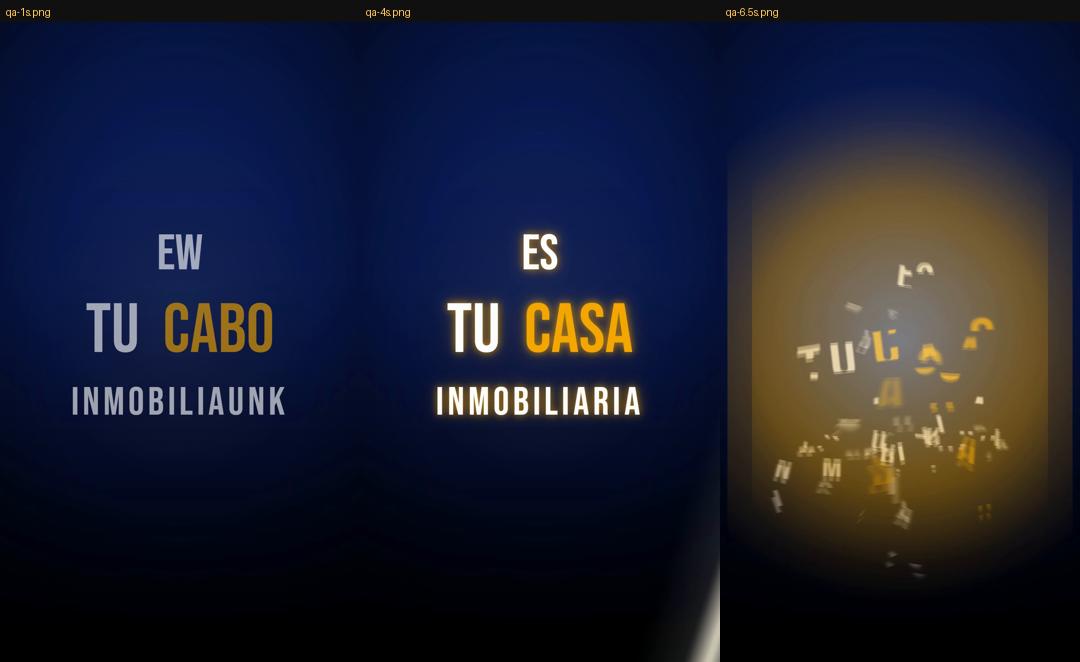 qa-1s.png
qa-4s.png
qa-6.5s.png
EW
TU CABO
INMOBILIAUNK
ES
TU CASA
INMOBILIARIA